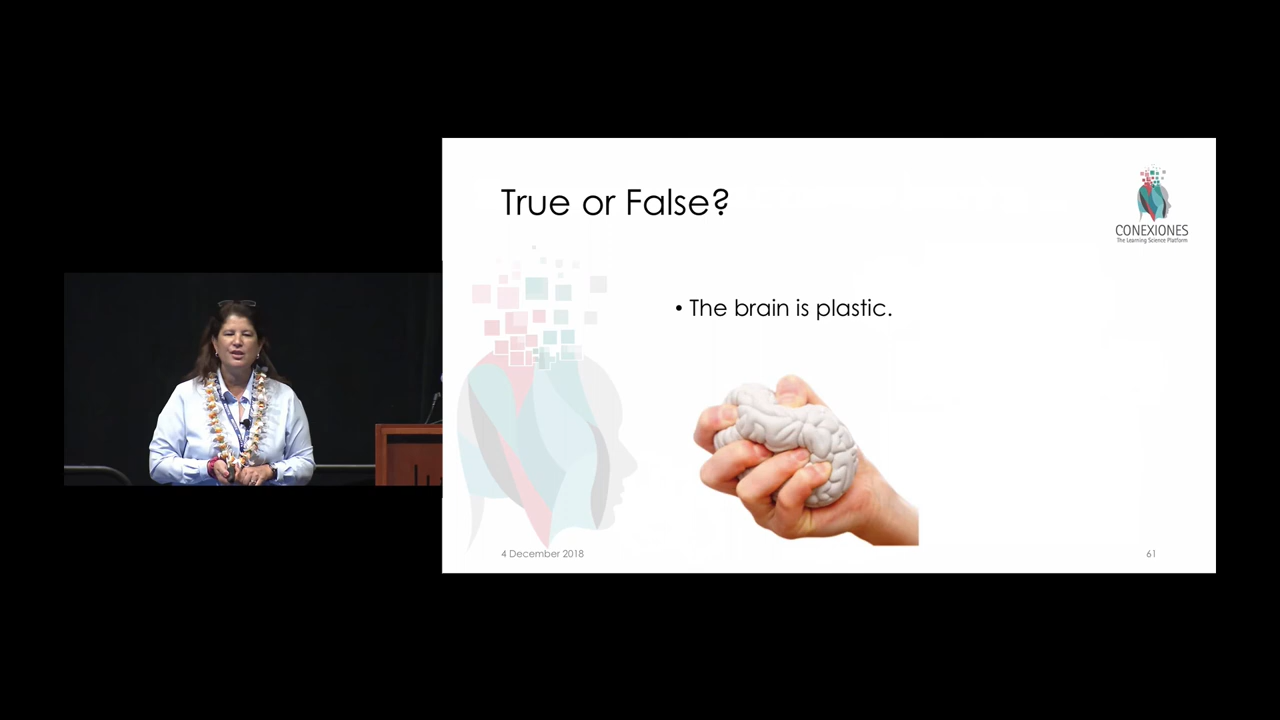 True or False?
CONEXIONES
The Learning Science Platform
• The brain is plastic.
4 December 2018
61